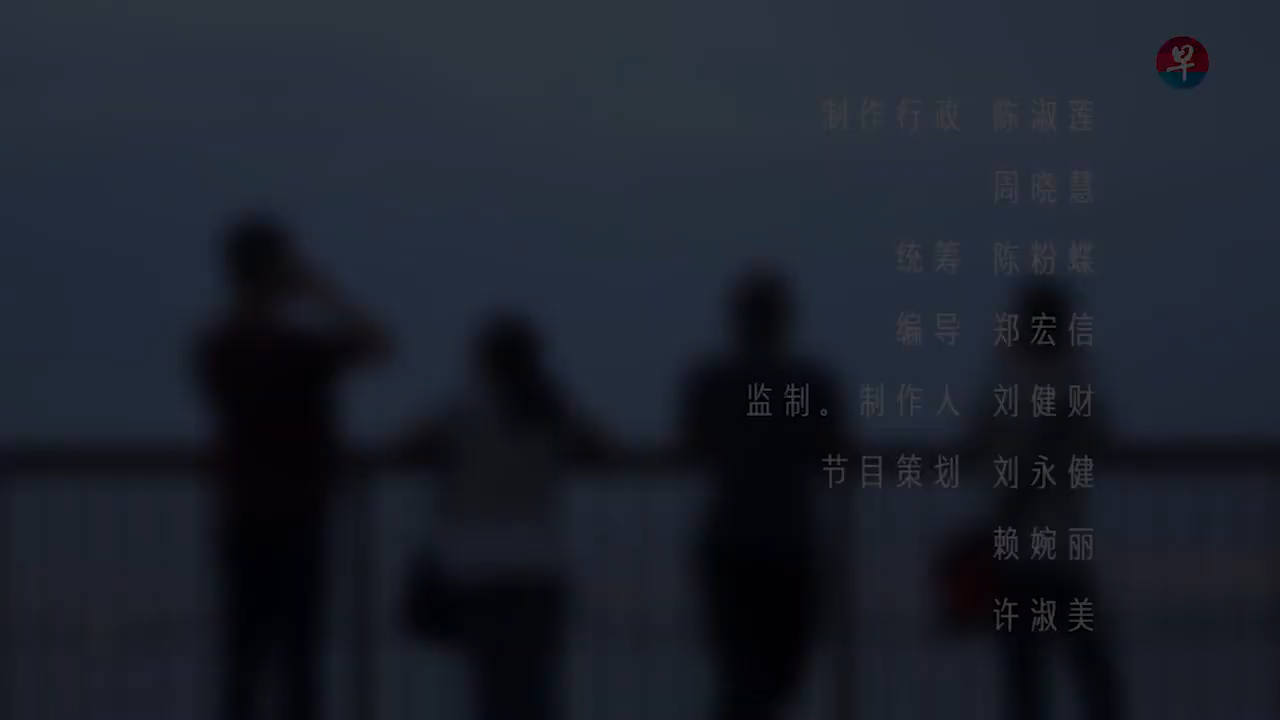 早
制作行政 陈淑莲
周晓慧
统筹 陈粉蝶
编导 郑宏信
监制。制作人 刘健财
节目策划 刘永健
赖婉丽
许淑美